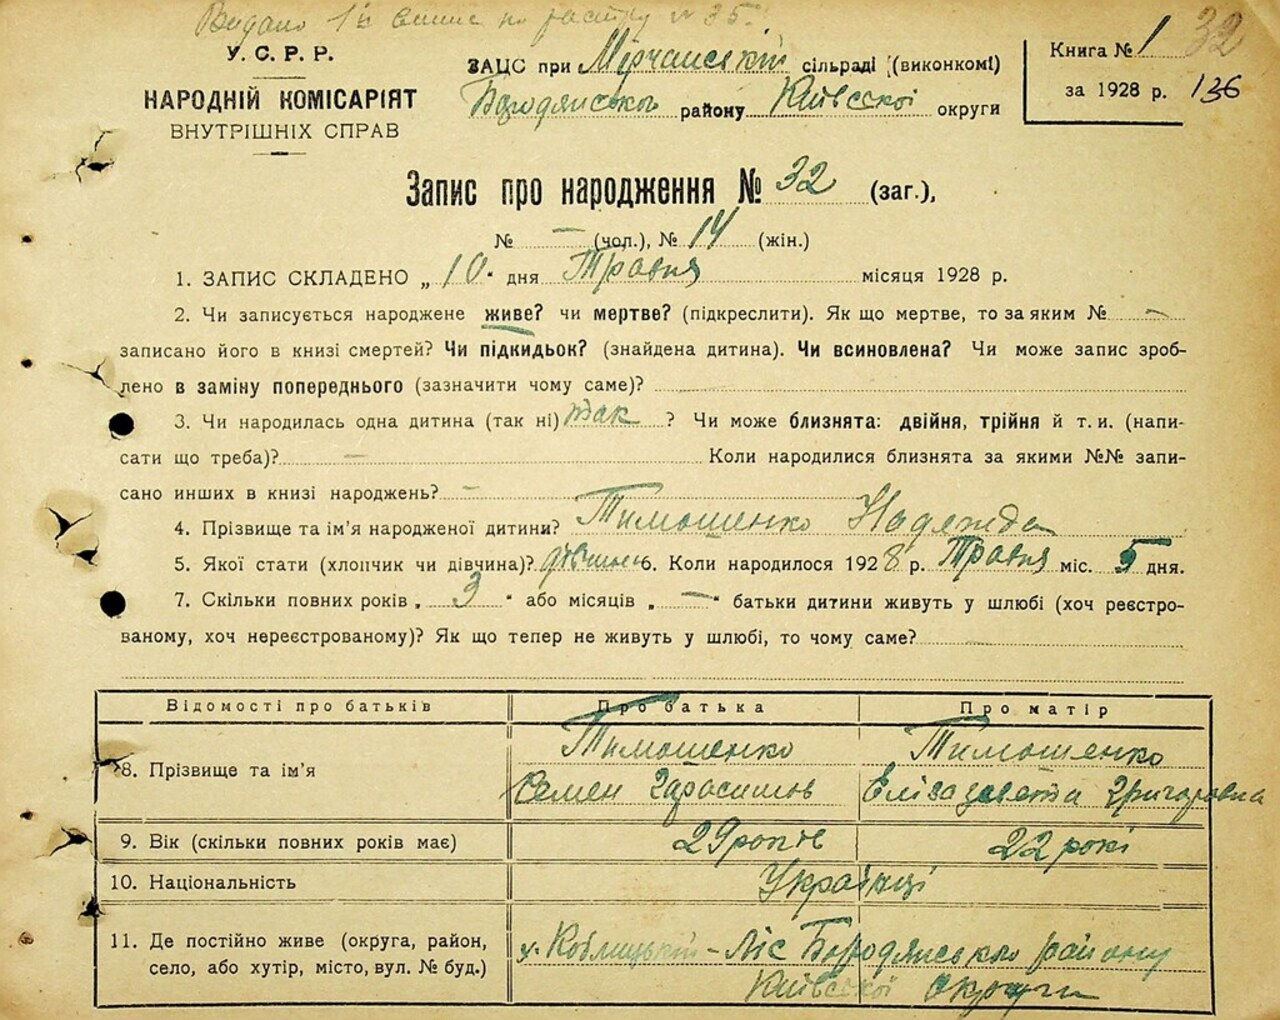 Видано 1й випис по реєстру № 35.
У. С. Р. Р.
НАРОДНІЙ КОМІСАРІЯТ
ВНУТРІШНІХ СПРАВ
ЗАЦС при Мірчанській сільраді (виконкомі)
Бородянського району Київської округи
Книга № 1 32
за 1928 р. 136
Запис про народження № 32 (заг.),
№ — (чол.), № 14 (жін.)
1. ЗАПИС СКЛАДЕНО „ 10 " дня Травня місяця 1928 р.
2. Чи записується народжене живе? чи мертве? (підкреслити). Як що мертве, то за яким № —
записано його в книзі смертей? Чи підкидьок? (знайдена дитина). Чи всиновлена? Чи може запис зроб-
лено в заміну попереднього (зазначити чому саме)?
3. Чи народилась одна дитина (так ні) так ? Чи може близнята: двійня, трійня й т. и. (напи-
сати що треба)? — Коли народилися близнята за якими №№ запи-
сано инших в книзі народжень? —
4. Прізвище та ім'я народженої дитини? Тимошенко Надежда
5. Якої стати (хлопчик чи дівчина)? дівчина 6. Коли народилося 1928 р. Травня міс. 5 дня.
7. Скільки повних років „ 3 " або місяців „ — " батьки дитини живуть у шлюбі (хоч реєстро-
ваному, хоч нереєстрованому)? Як що тепер не живуть у шлюбі, то чому саме?
Відомості про батьків Про батька Про матір
8. Прізвище та ім'я Тимошенко Тимошенко
Семен Гарасимов Елізавета Григоровна
9. Вік (скільки повних років має) 29 років 22 рокі
10. Національність Українці
11. Де постійно живе (округа, район,
село, або хутір, місто, вул. № буд.)
х. Коблицький-Ліс Бородянського району
Київської округи